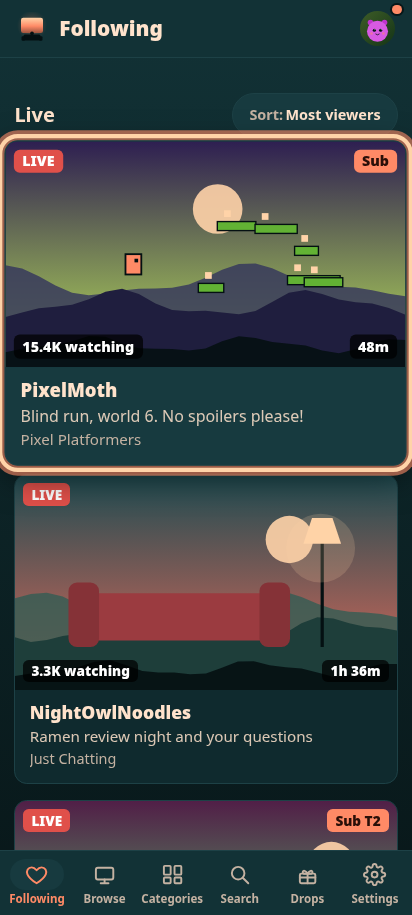 Following
Live
Sort: Most viewers
LIVE
Sub
15.4K watching
48m
PixelMoth
Blind run, world 6. No spoilers please!
Pixel Platformers
LIVE
3.3K watching
1h 36m
NightOwlNoodles
Ramen review night and your questions
Just Chatting
LIVE
Sub T2
Following
Browse
Categories
Search
Drops
Settings